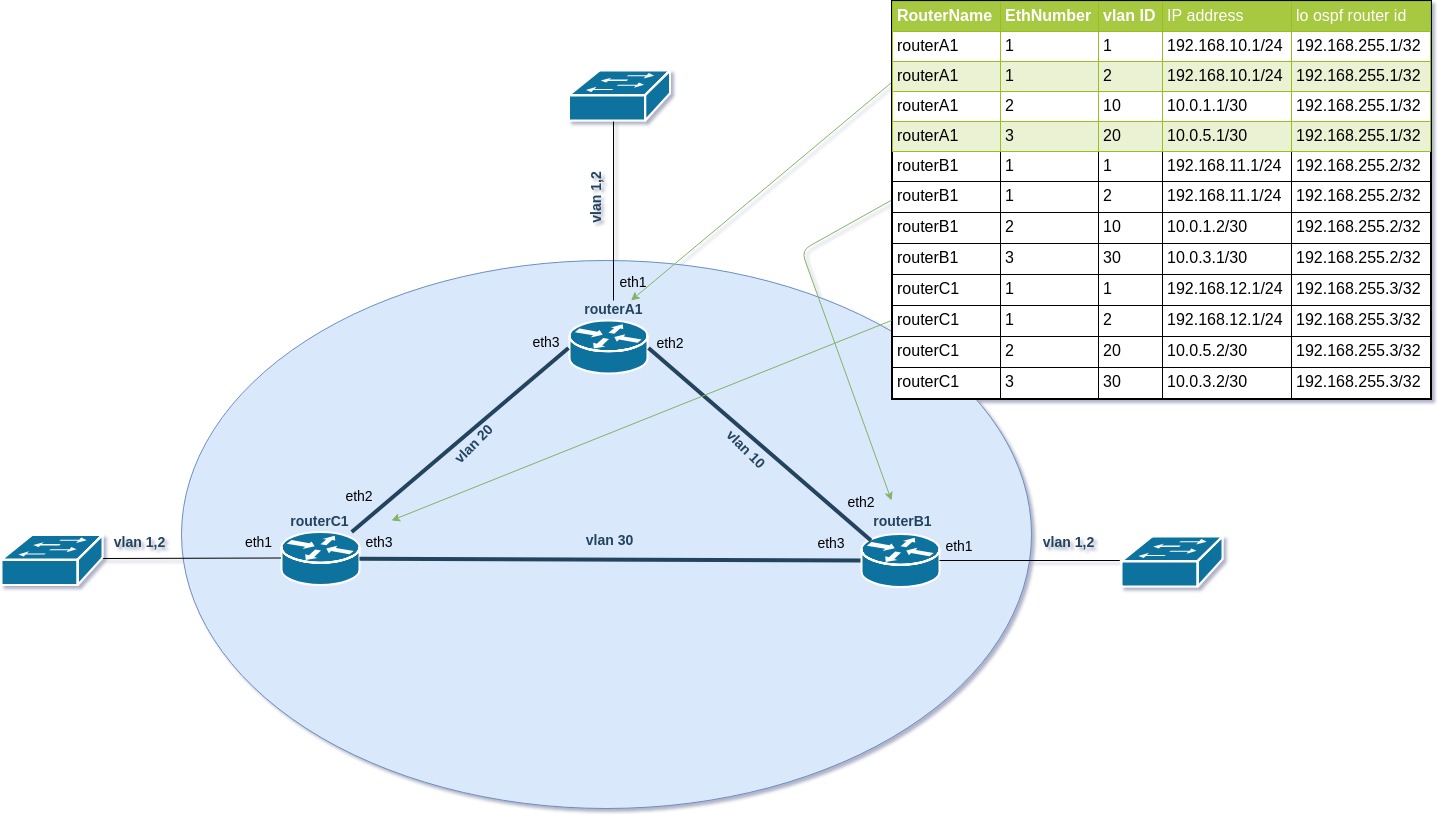 RouterName EthNumber vlan ID IP address lo ospf router id
routerA1 1 1 192.168.10.1/24 192.168.255.1/32
routerA1 1 2 192.168.10.1/24 192.168.255.1/32
routerA1 2 10 10.0.1.1/30 192.168.255.1/32
routerA1 3 20 10.0.5.1/30 192.168.255.1/32
routerB1 1 1 192.168.11.1/24 192.168.255.2/32
routerB1 1 2 192.168.11.1/24 192.168.255.2/32
routerB1 2 10 10.0.1.2/30 192.168.255.2/32
routerB1 3 30 10.0.3.1/30 192.168.255.2/32
routerC1 1 1 192.168.12.1/24 192.168.255.3/32
routerC1 1 2 192.168.12.1/24 192.168.255.3/32
routerC1 2 20 10.0.5.2/30 192.168.255.3/32
routerC1 3 30 10.0.3.2/30 192.168.255.3/32
vlan 1,2
eth1
routerA1
eth3
eth2
vlan 20
vlan 10
eth2
eth2
routerC1
routerB1
vlan 1,2
eth1
eth3
vlan 30
eth3
eth1
vlan 1,2